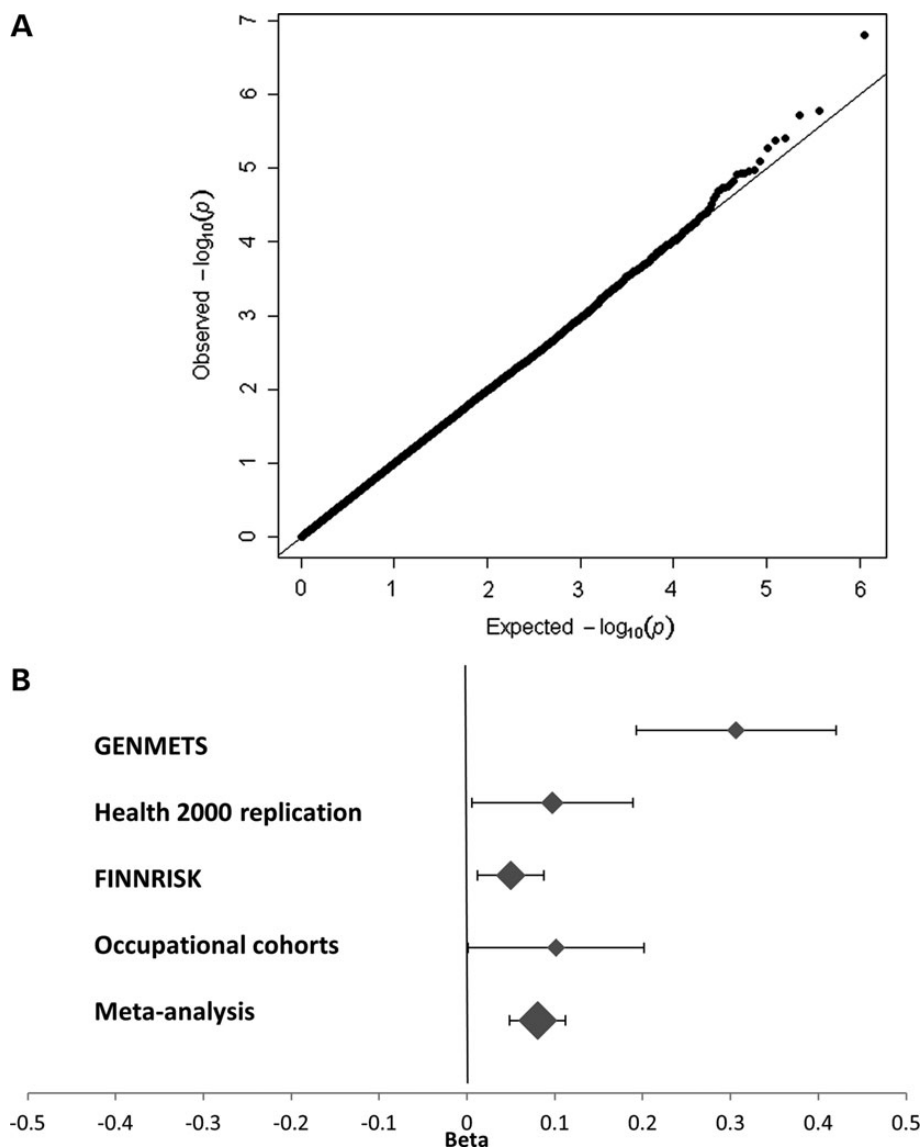 A
Observed −log10(p)
7
6
5
4
3
2
1
0
0 1 2 3 4 5 6
Expected −log10(p)
B
GENMETS
Health 2000 replication
FINNRISK
Occupational cohorts
Meta-analysis
-0.5 -0.4 -0.3 -0.2 -0.1 0 0.1 0.2 0.3 0.4 0.5
Beta